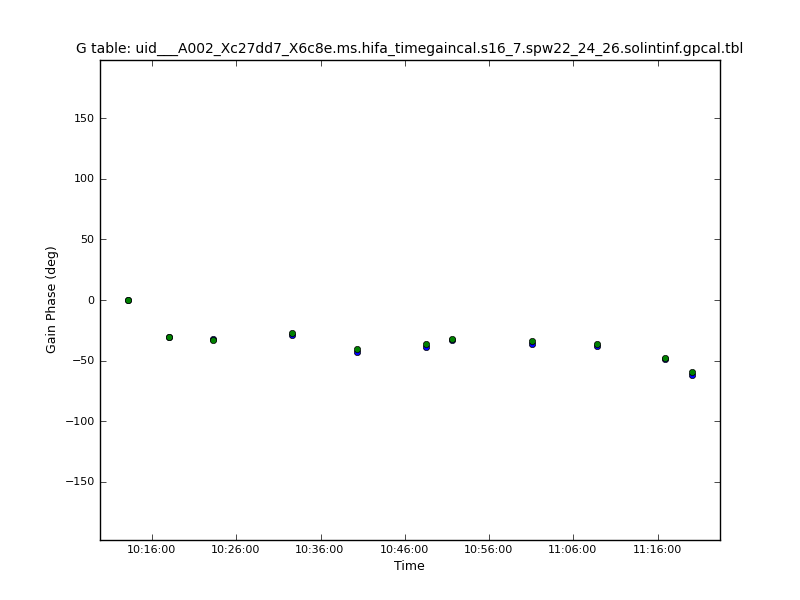 G table: uid___A002_Xc27dd7_X6c8e.ms.hifa_timegaincal.s16_7.spw22_24_26.solintinf.gpcal.tbl
150
100
50
0
−50
−100
−150
Gain Phase (deg)
10:16:00 10:26:00 10:36:00 10:46:00 10:56:00 11:06:00 11:16:00
Time